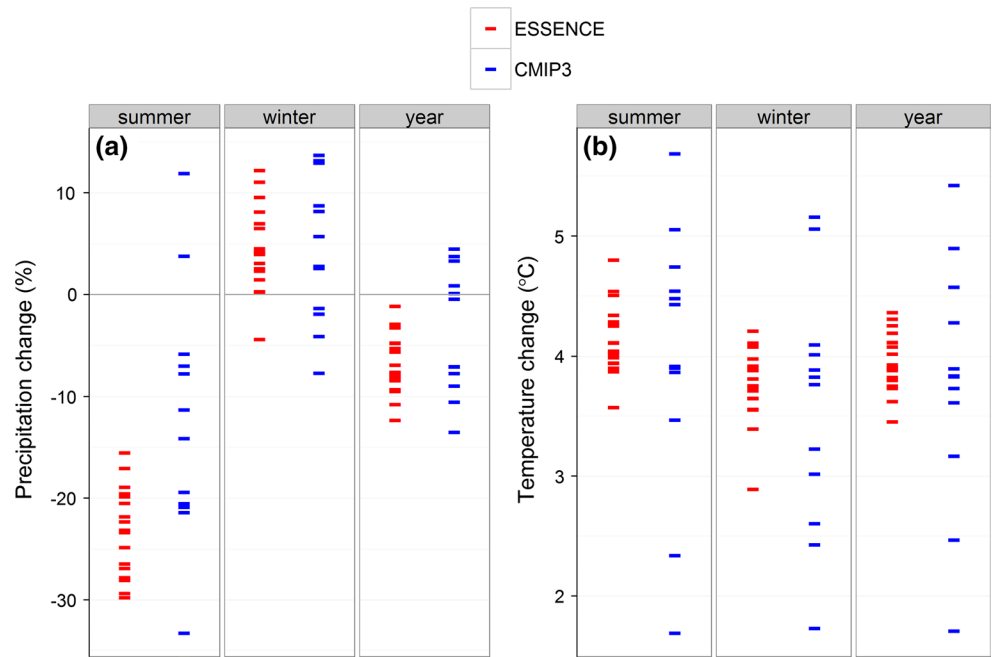 ESSENCE
CMIP3
summer winter year
(a)
Precipitation change (%)
10
0
-10
-20
-30
summer winter year
(b)
Temperature change (°C)
5
4
3
2